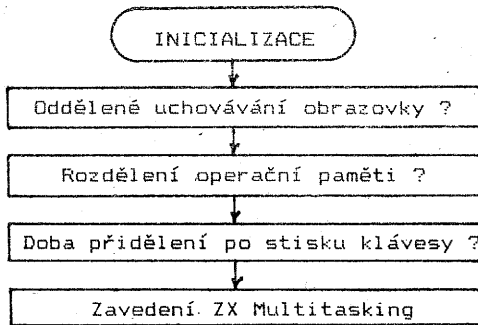 INICIALIZACE
Oddělené uchovávání obrazovky ?
Rozdělení operační paměti ?
Doba přidělení po stisku klávesy ?
Zavedení ZX Multitasking